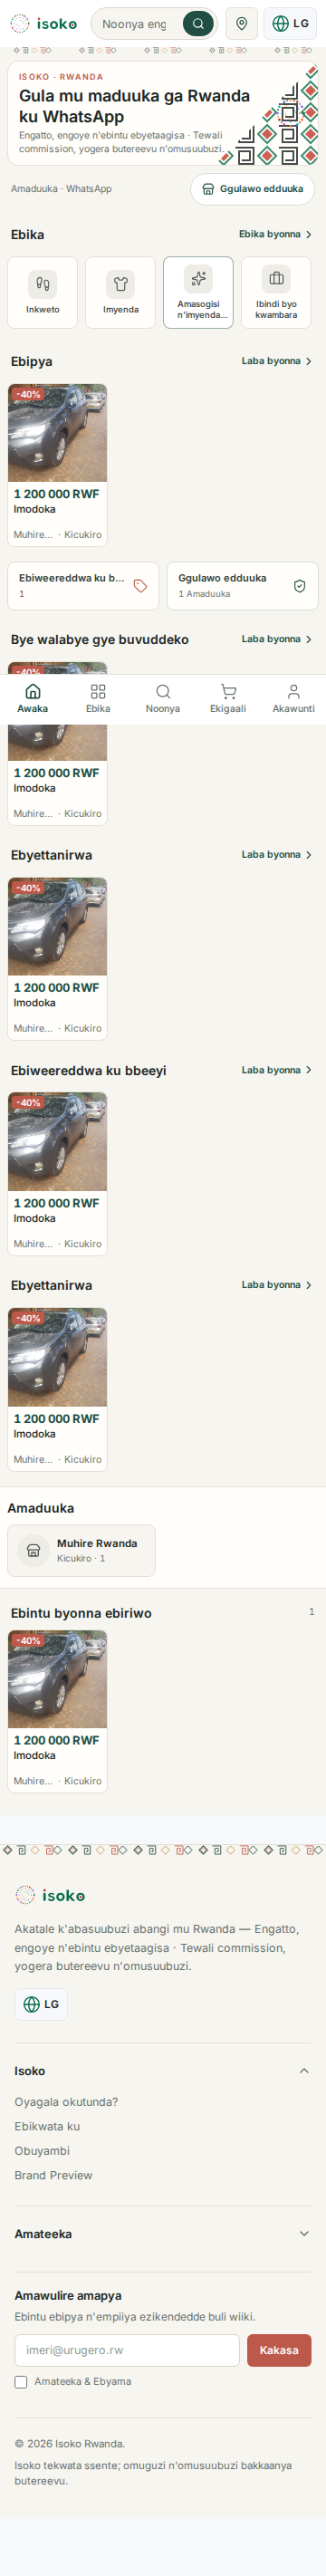 isoko
Noonya eng
LG
ISOKO · RWANDA
Gula mu maduuka ga Rwanda
ku WhatsApp
Engatto, engoye n'ebintu ebyetaagisa · Tewali
commission, yogera butereevu n'omusuubuzi.
Amaduuka · WhatsApp
Ggulawo edduuka
Ebika
Ebika byonna
Inkweto
Imyenda
Amasogisi
n'imyenda...
Ibindi byo
kwambara
Ebipya
Laba byonna
-40%
1 200 000 RWF
Imodoka
Muhire... · Kicukiro
Ebiweereddwa ku b...
1
Ggulawo edduuka
1 Amaduuka
Bye walabye gye buvuddeko
Laba byonna
-40%
Awaka
Ebika
Noonya
Ekigaali
Akawunti
1 200 000 RWF
Imodoka
Muhire... · Kicukiro
Ebyettanirwa
Laba byonna
-40%
1 200 000 RWF
Imodoka
Muhire... · Kicukiro
Ebiweereddwa ku bbeeyi
Laba byonna
-40%
1 200 000 RWF
Imodoka
Muhire... · Kicukiro
Ebyettanirwa
Laba byonna
-40%
1 200 000 RWF
Imodoka
Muhire... · Kicukiro
Amaduuka
Muhire Rwanda
Kicukiro · 1
Ebintu byonna ebiriwo
1
-40%
1 200 000 RWF
Imodoka
Muhire... · Kicukiro
isoko
Akatale k'abasuubuzi abangi mu Rwanda — Engatto,
engoye n'ebintu ebyetaagisa · Tewali commission,
yogera butereevu n'omusuubuzi.
LG
Isoko
Oyagala okutunda?
Ebikwata ku
Obuyambi
Brand Preview
Amateeka
Amawulire amapya
Ebintu ebipya n'empiiya ezikendedde buli wiiki.
imeri@urugero.rw
Kakasa
Amateeka & Ebyama
© 2026 Isoko Rwanda.
Isoko tekwata ssente; omuguzi n'omusuubuzi bakkaanya
butereevu.